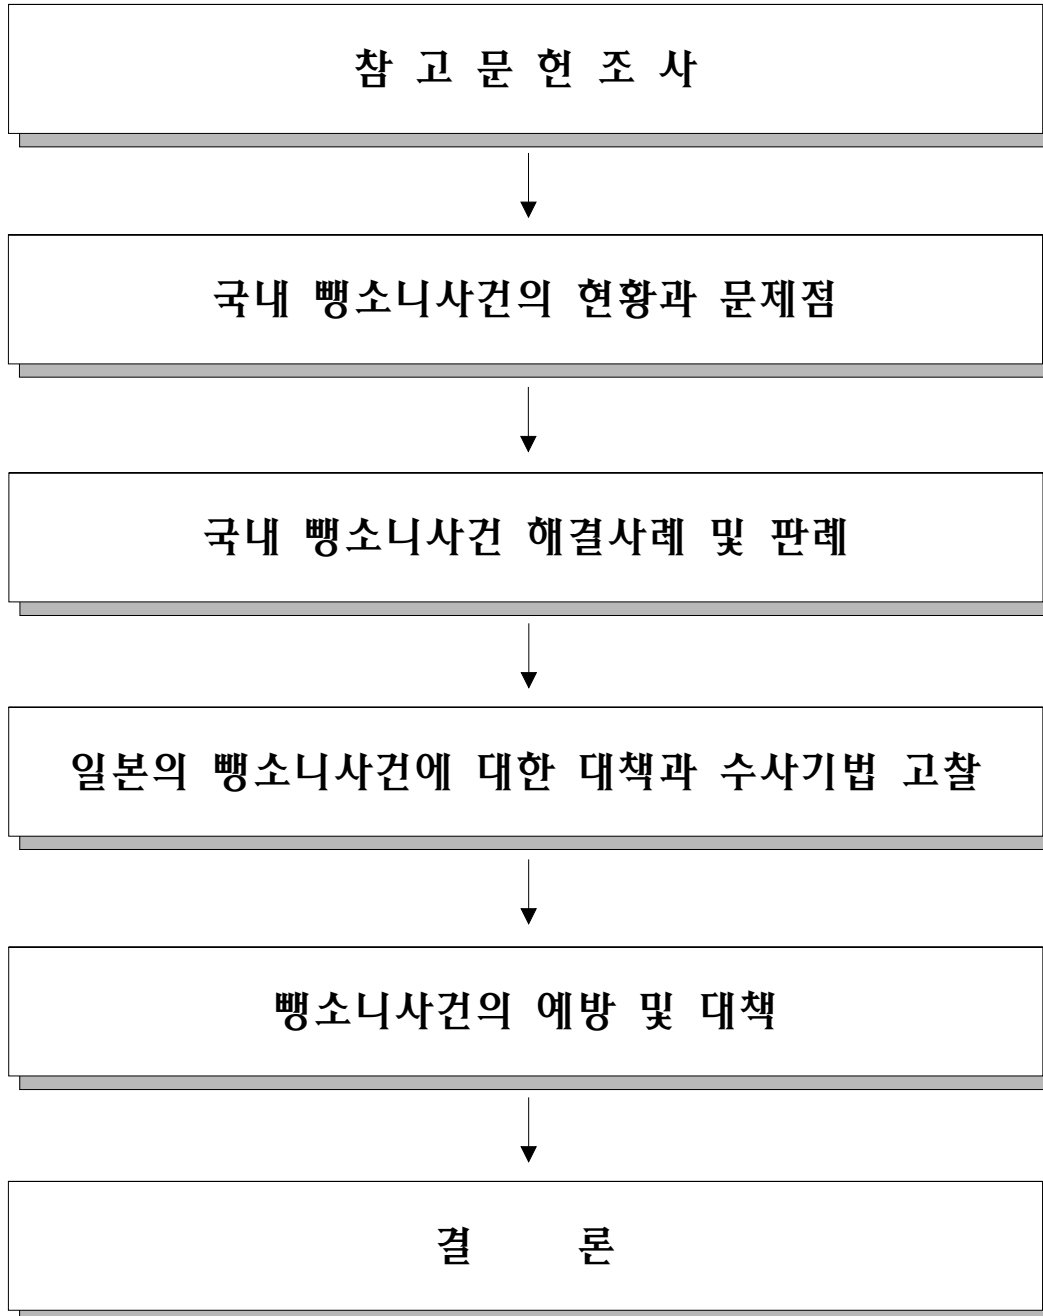 참 고 문 헌 조 사
국내 뺑소니사건의 현황과 문제점
국내 뺑소니사건 해결사례 및 판례
일본의 뺑소니사건에 대한 대책과 수사기법 고찰
뺑소니사건의 예방 및 대책
결 론